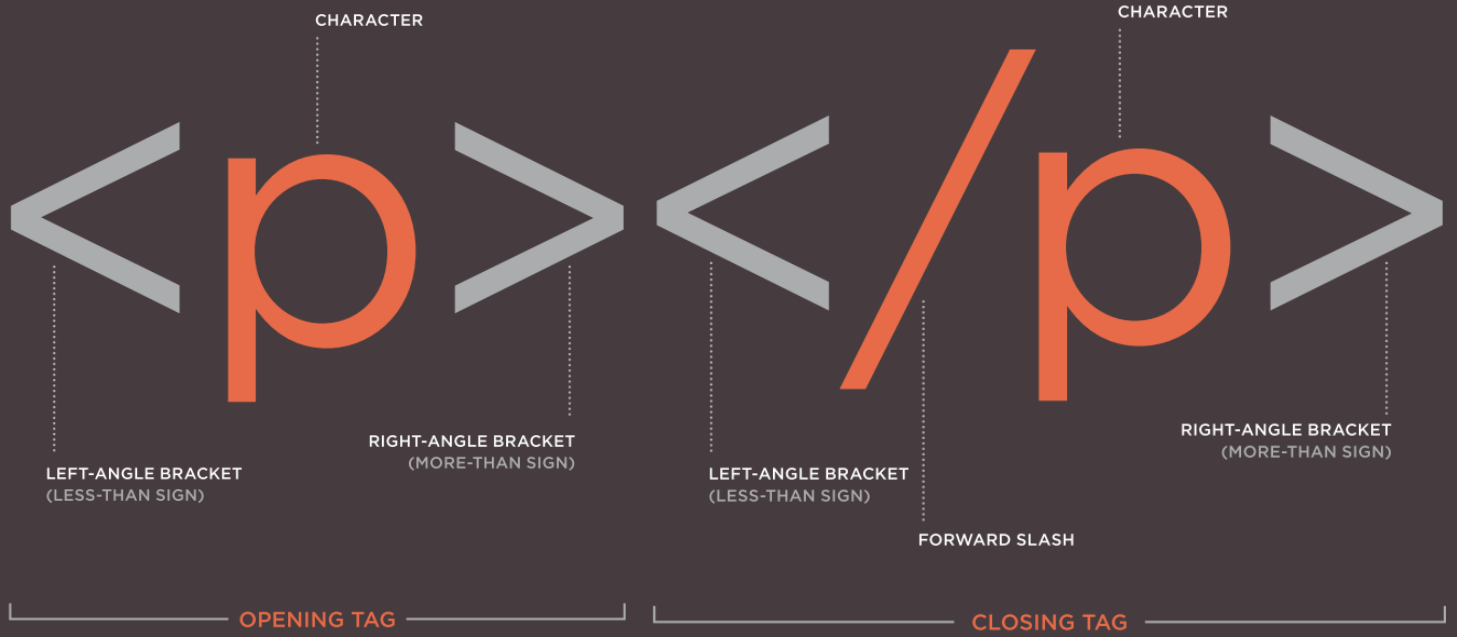 CHARACTER
<p>
LEFT-ANGLE BRACKET
(LESS-THAN SIGN)
RIGHT-ANGLE BRACKET
(MORE-THAN SIGN)
OPENING TAG
CHARACTER
</p>
LEFT-ANGLE BRACKET
(LESS-THAN SIGN)
FORWARD SLASH
RIGHT-ANGLE BRACKET
(MORE-THAN SIGN)
CLOSING TAG